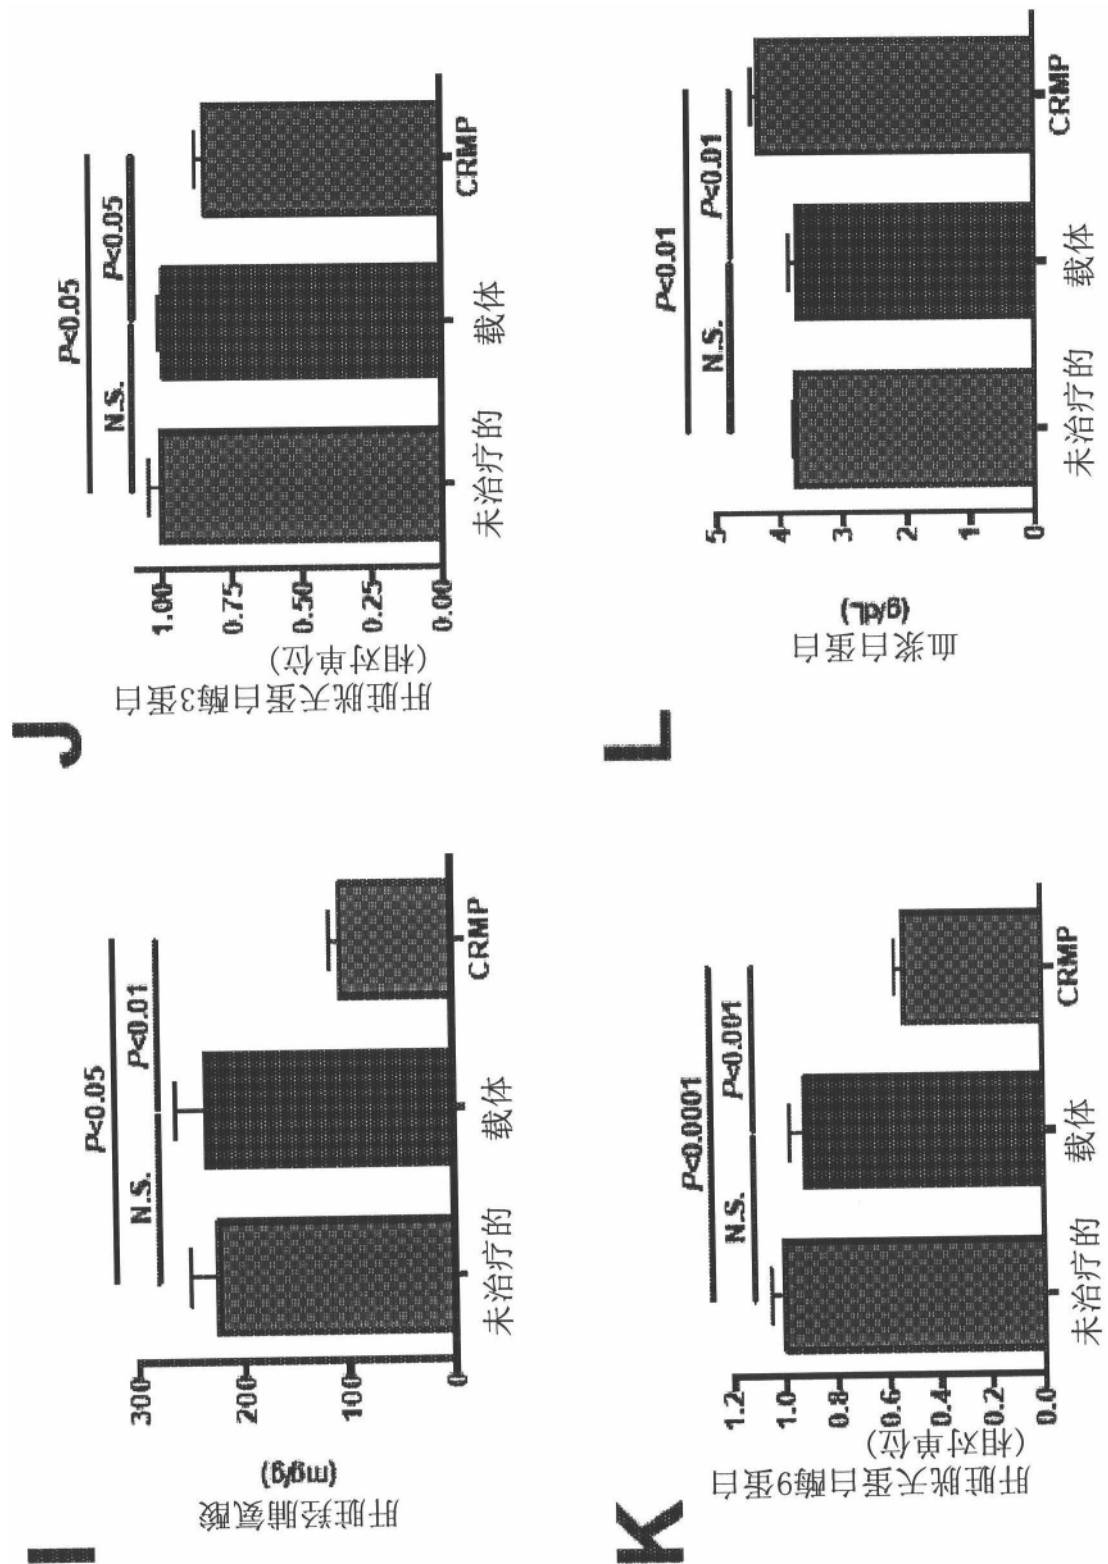 I
肝脏羟脯氨酸
(mg/g)
300
200
100
0
P<0.05
N.S.
P<0.01
未治疗的
载体
CRMP
J
肝脏胱天蛋白酶3蛋白
(相对单位)
1.00
0.75
0.50
0.25
0.00
P<0.05
N.S.
P<0.05
未治疗的
载体
CRMP
K
肝脏胱天蛋白酶9蛋白
(相对单位)
1.2
1.0
0.8
0.6
0.4
0.2
0.0
P<0.0001
N.S.
P<0.001
未治疗的
载体
CRMP
L
血浆白蛋白
(g/dL)
5
4
3
2
1
0
P<0.01
N.S.
P<0.01
未治疗的
载体
CRMP